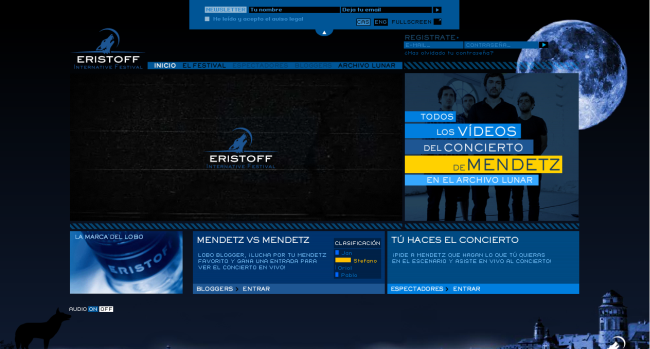 NEWSLETTER Tu nombre Deje tu email
He leído y acepto el aviso legal
CAS ENG FULLSCREEN
REGISTRATE
E-MAIL... CONTRASEÑA...
¿Has olvidado tu contraseña?
ERISTOFF
INTERNATIVE FESTIVAL
INICIO EL FESTIVAL ARCHIVO LUNAR
ERISTOFF
INTERNATIVE FESTIVAL
TODOS
LOS VÍDEOS
DEL CONCIERTO
DE MENDETZ
EN EL ARCHIVO LUNAR
LA MARCA DEL LOBO
ERISTOFF
MENDETZ VS MENDETZ
LOBO BLOGGER, ¡LUCHA POR TU MENDETZ
FAVORITO Y GANA UNA ENTRADA PARA
VER EL CONCIERTO EN VIVO!
CLASIFICACIÓN
Jan
Stefano
Oriol
Pablo
BLOGGERS ENTRAR
TÚ HACES EL CONCIERTO
¡PIDE A MENDETZ QUE HAGAN LO QUE TÚ QUIERAS
EN EL ESCENARIO Y ASISTE EN VIVO AL CONCIERTO!
ESPECTADORES ENTRAR
AUDIO ON OFF